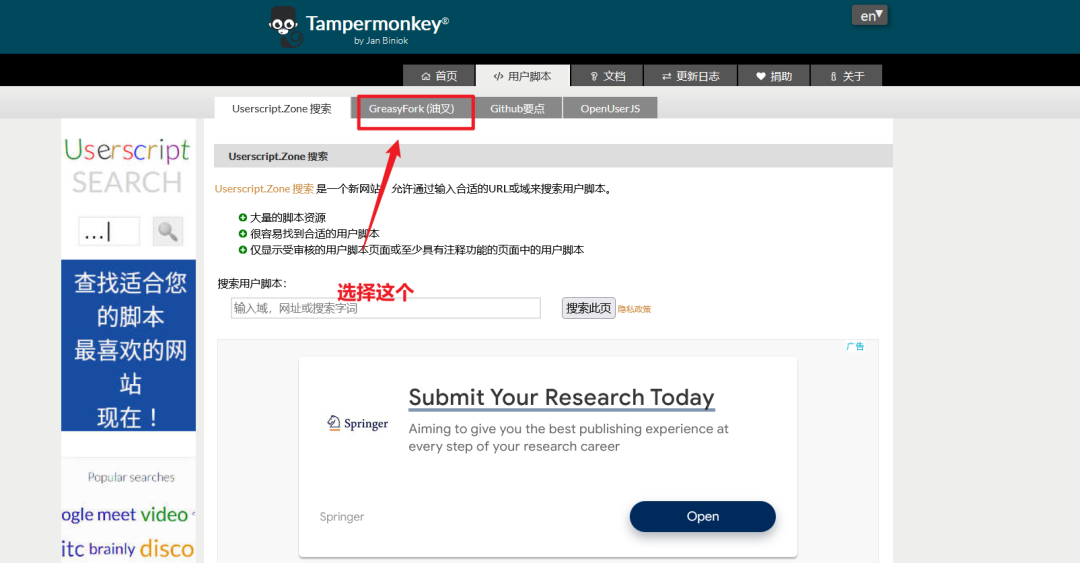 Tampermonkey®
by Jan Biniok
en
首页
用户脚本
文档
更新日志
捐助
关于
Userscript.Zone 搜索
GreasyFork (油叉)
Github要点
OpenUserJS
Userscript
SEARCH
...|
查找适合您
的脚本
最喜欢的网
站
现在！
Popular searches
ogle meet video
itc brainly disco
Userscript.Zone 搜索
Userscript.Zone 搜索 是一个新网站，允许通过输入合适的URL或域来搜索用户脚本。
大量的脚本资源
很容易找到合适的用户脚本
仅显示受审核的用户脚本页面或至少具有注释功能的页面中的用户脚本
搜索用户脚本：
选择这个
输入域，网址或搜索字词
搜索此页
隐私政策
广告
Submit Your Research Today
Springer
Aiming to give you the best publishing experience at
every step of your research career
Springer
Open